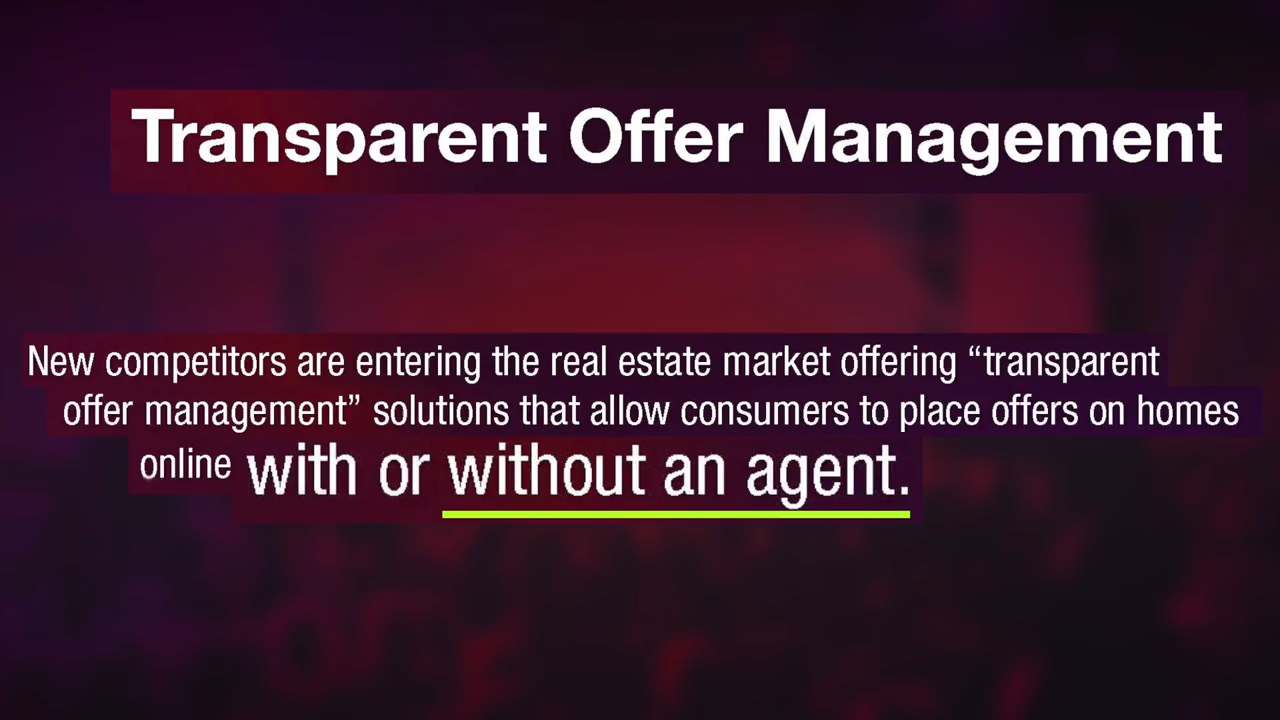 Transparent Offer Management
New competitors are entering the real estate market offering “transparent
offer management” solutions that allow consumers to place offers on homes
online with or without an agent.